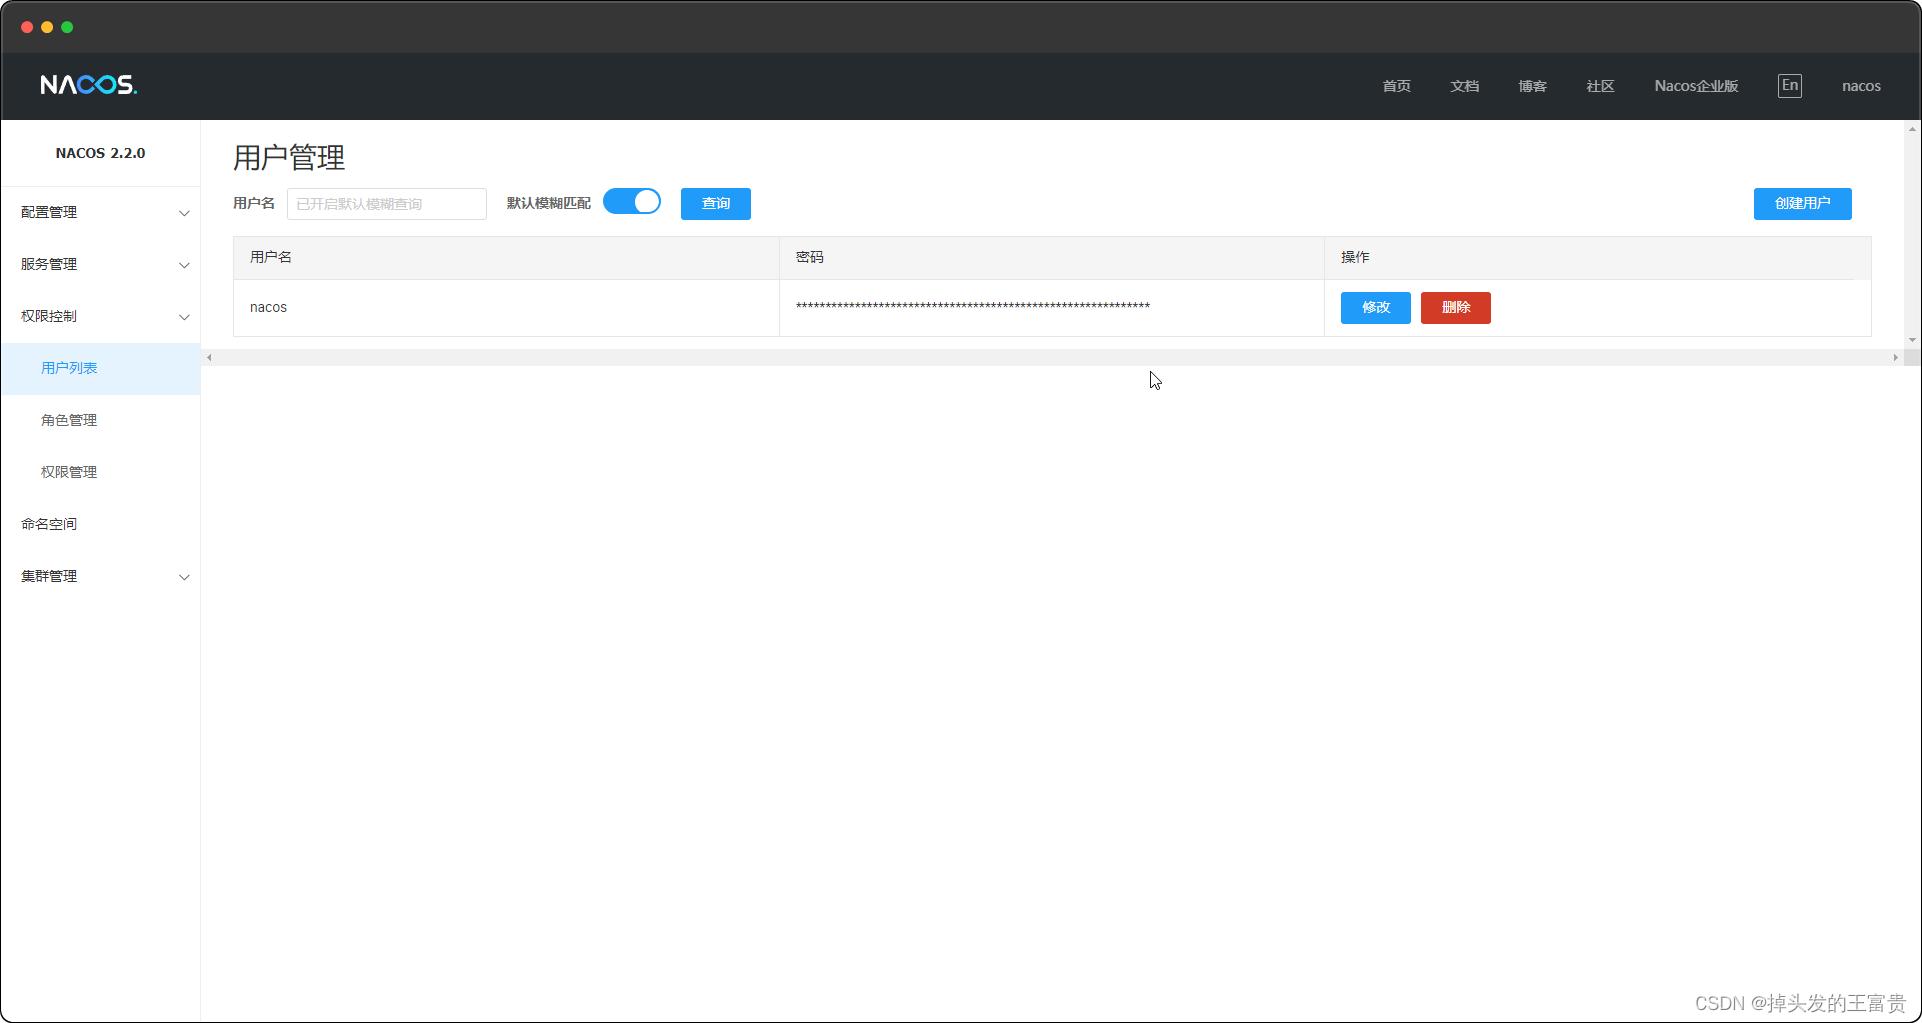 NACOS.
首页 文档 博客 社区 Nacos企业版 En nacos
NACOS 2.2.0
配置管理
服务管理
权限控制
用户列表
角色管理
权限管理
命名空间
集群管理
用户管理
用户名 已开启默认模糊查询 默认模糊匹配 查询 创建用户
用户名 密码 操作
nacos ************************************************************ 修改 删除
CSDN @掉头发的王富贵